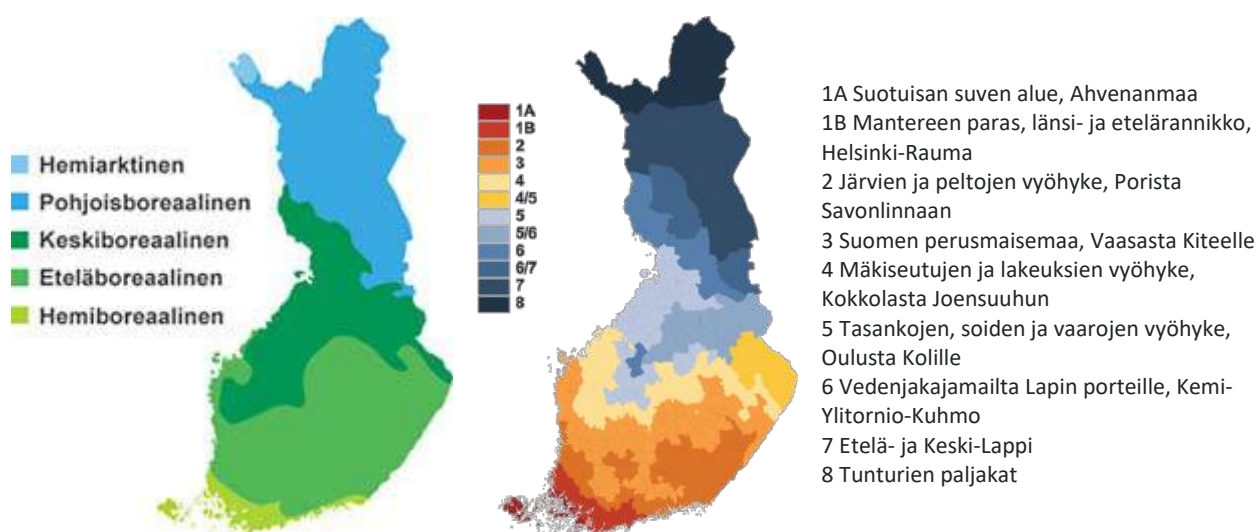 Hemiarktinen
Pohjoisboreaalinen
Keskiboreaalinen
Eteläboreaalinen
Hemiboreaalinen
1A
1B
2
3
4
4/5
5
5/6
6
6/7
7
8
1A Suotuisan suven alue, Ahvenanmaa
1B Mantereen paras, länsi- ja etelärannikko,
Helsinki-Rauma
2 Järvien ja peltojen vyöhyke, Porista
Savonlinnaan
3 Suomen perusmaisemaa, Vaasasta Kiteelle
4 Mäkiseutujen ja lakeuksien vyöhyke,
Kokkolasta Joensuuhun
5 Tasankojen, soiden ja vaarojen vyöhyke,
Oulusta Kolille
6 Vedenjakajamailta Lapin porteille, Kemi-
Ylitornio-Kuhmo
7 Etelä- ja Keski-Lappi
8 Tunturien paljakat